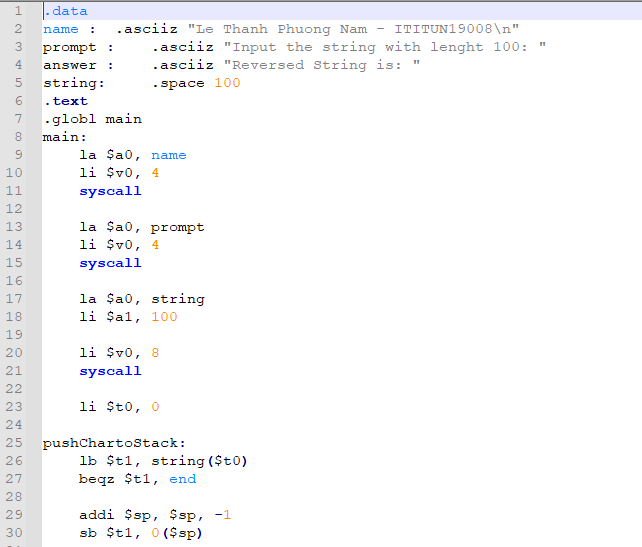 1 .data
2 name :  .asciiz "Le Thanh Phuong Nam - ITITUN19008\n"
3 prompt :     .asciiz "Input the string with lenght 100: "
4 answer :     .asciiz "Reversed String is: "
5 string:      .space 100
6 .text
7 .globl main
8 main:
9     la $a0, name
10     li $v0, 4
11     syscall
12
13     la $a0, prompt
14     li $v0, 4
15     syscall
16
17     la $a0, string
18     li $a1, 100
19
20     li $v0, 8
21     syscall
22
23     li $t0, 0
24
25 pushChartoStack:
26     lb $t1, string($t0)
27     beqz $t1, end
28
29     addi $sp, $sp, -1
30     sb $t1, 0($sp)